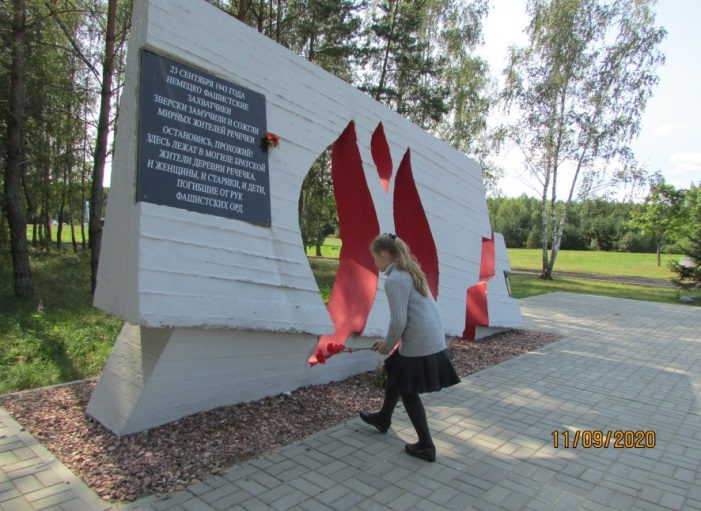 23 СЕНТЯБРЯ 1943 ГОДА
НЕМЕЦКО ФАШИСТСКИЕ
ЗАХВАТЧИКИ
ЗВЕРСКИ ЗАМУЧИЛИ И СОЖГЛИ
МИРНЫХ ЖИТЕЛЕЙ РЕЧЕЧКИ
ОСТАНОВИСЬ, ПРОХОЖИЙ!
ЗДЕСЬ ЛЕЖАТ В МОГИЛЕ БРАТСКОЙ
ЖИТЕЛИ ДЕРЕВНИ РЕЧЕЧКА
И ЖЕНЩИНЫ, И СТАРИКИ, И ДЕТИ,
ПОГИБШИЕ ОТ РУК
ФАШИСТСКИХ ОРД.
11/09/2020